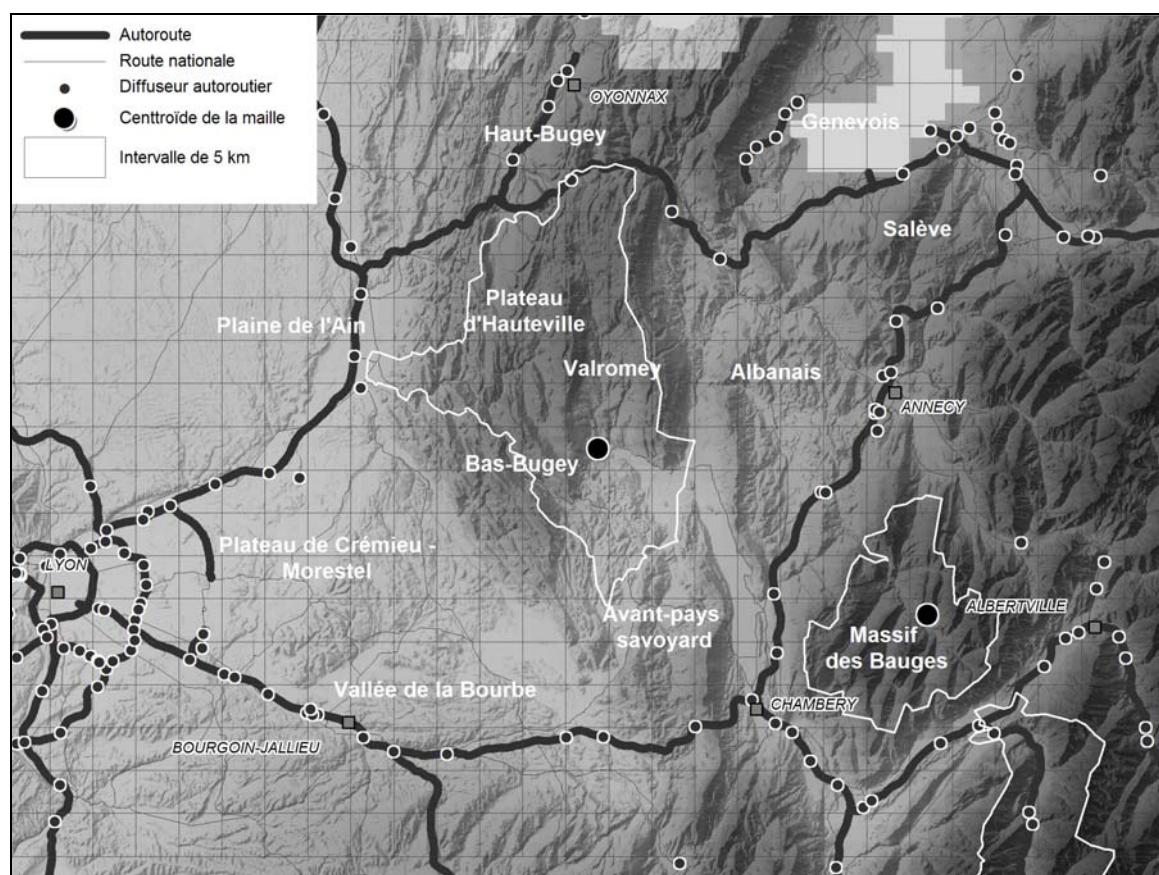 Autoroute
Route nationale
Diffuseur autoroutier
Centtroïde de la maille
Intervalle de 5 km
OYONNAX
Haut-Bugey
Genevois
Salève
Plateau
d'Hauteville
Plaine de l'Ain
Valromey
Albanais
ANNECY
Bas-Bugey
Plateau de Crémieu -
Morestel
LYON
Avant-pays
savoyard
ALBERTVILLE
Massif
des Bauges
Vallée de la Bourbe
CHAMBERY
BOURGOIN-JALLIEU